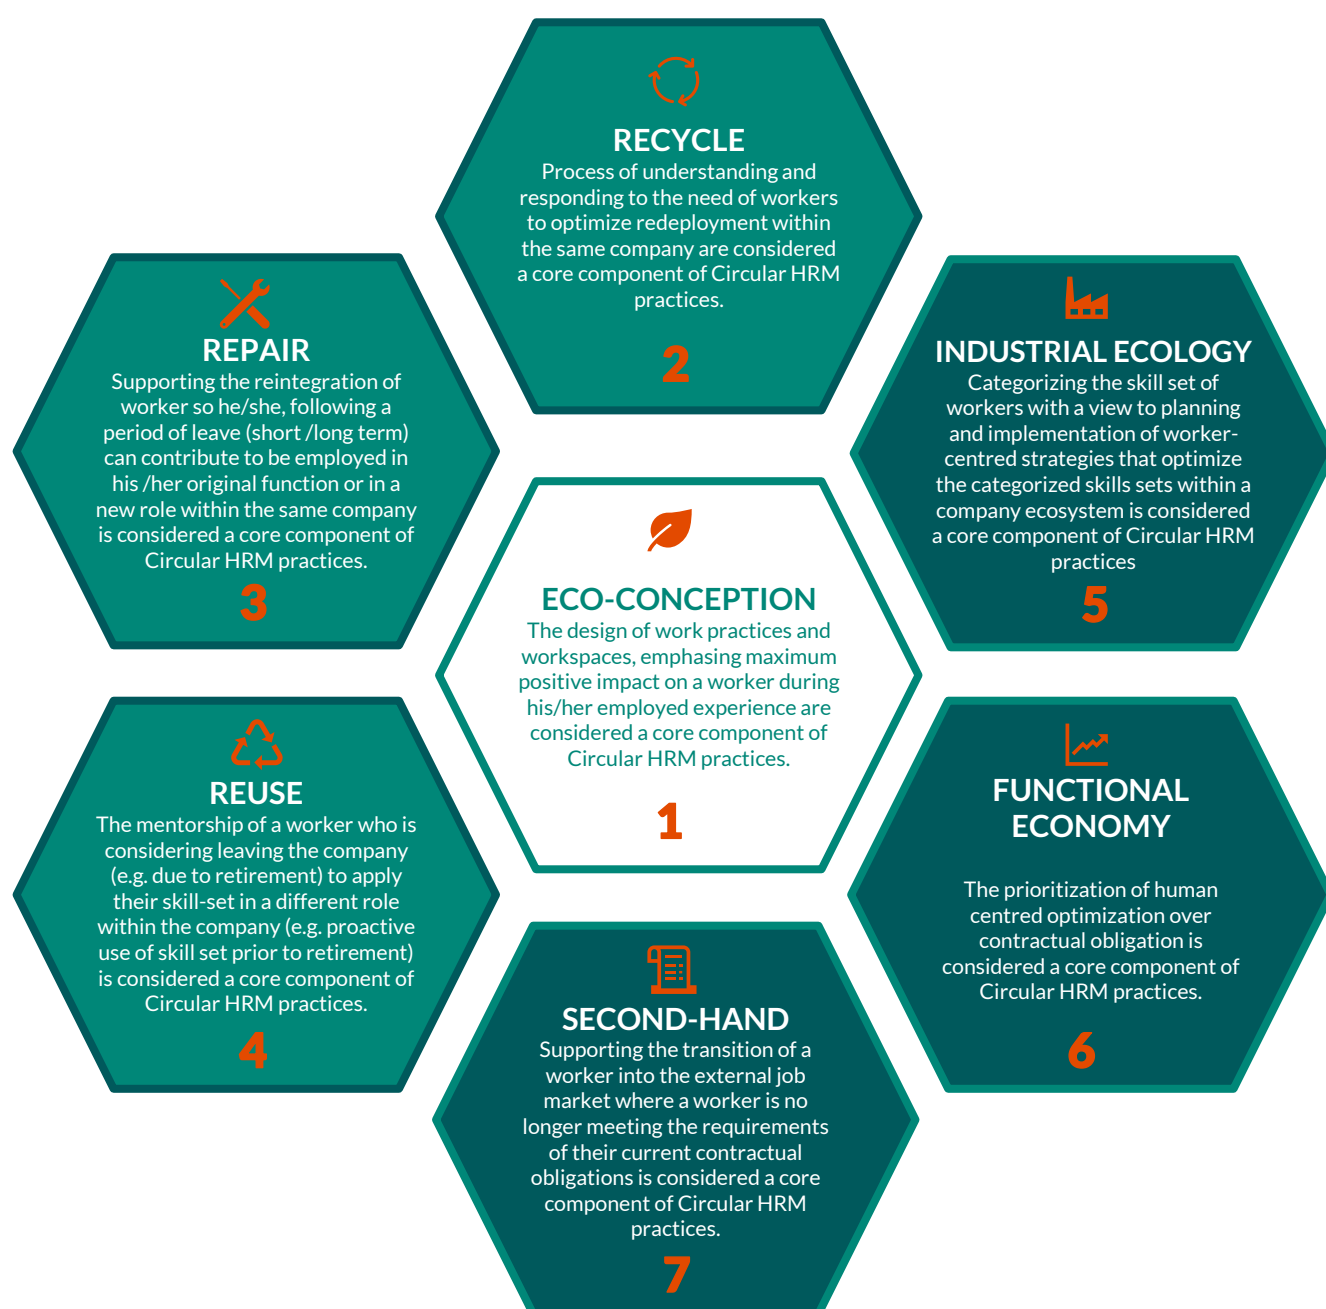 RECYCLE
Process of understanding and
responding to the need of workers
to optimize redeployment within
the same company are considered
a core component of Circular HRM
practices.
2
REPAIR
Supporting the reintegration of
worker so he/she, following a
period of leave (short /long term)
can contribute to be employed in
his /her original function or in a
new role within the same company
is considered a core component of
Circular HRM practices.
3
INDUSTRIAL ECOLOGY
Categorizing the skill set of
workers with a view to planning
and implementation of worker-
centred strategies that optimize
the categorized skills sets within a
company ecosystem is considered
a core component of Circular HRM
practices
5
ECO-CONCEPTION
The design of work practices and
workspaces, emphasing maximum
positive impact on a worker during
his/her employed experience are
considered a core component of
Circular HRM practices.
1
REUSE
The mentorship of a worker who is
considering leaving the company
(e.g. due to retirement) to apply
their skill-set in a different role
within the company (e.g. proactive
use of skill set prior to retirement)
is considered a core component of
Circular HRM practices.
4
FUNCTIONAL
ECONOMY
The prioritization of human
centred optimization over
contractual obligation is
considered a core component of
Circular HRM practices.
6
SECOND-HAND
Supporting the transition of a
worker into the external job
market where a worker is no
longer meeting the requirements
of their current contractual
obligations is considered a core
component of Circular HRM
practices.
7